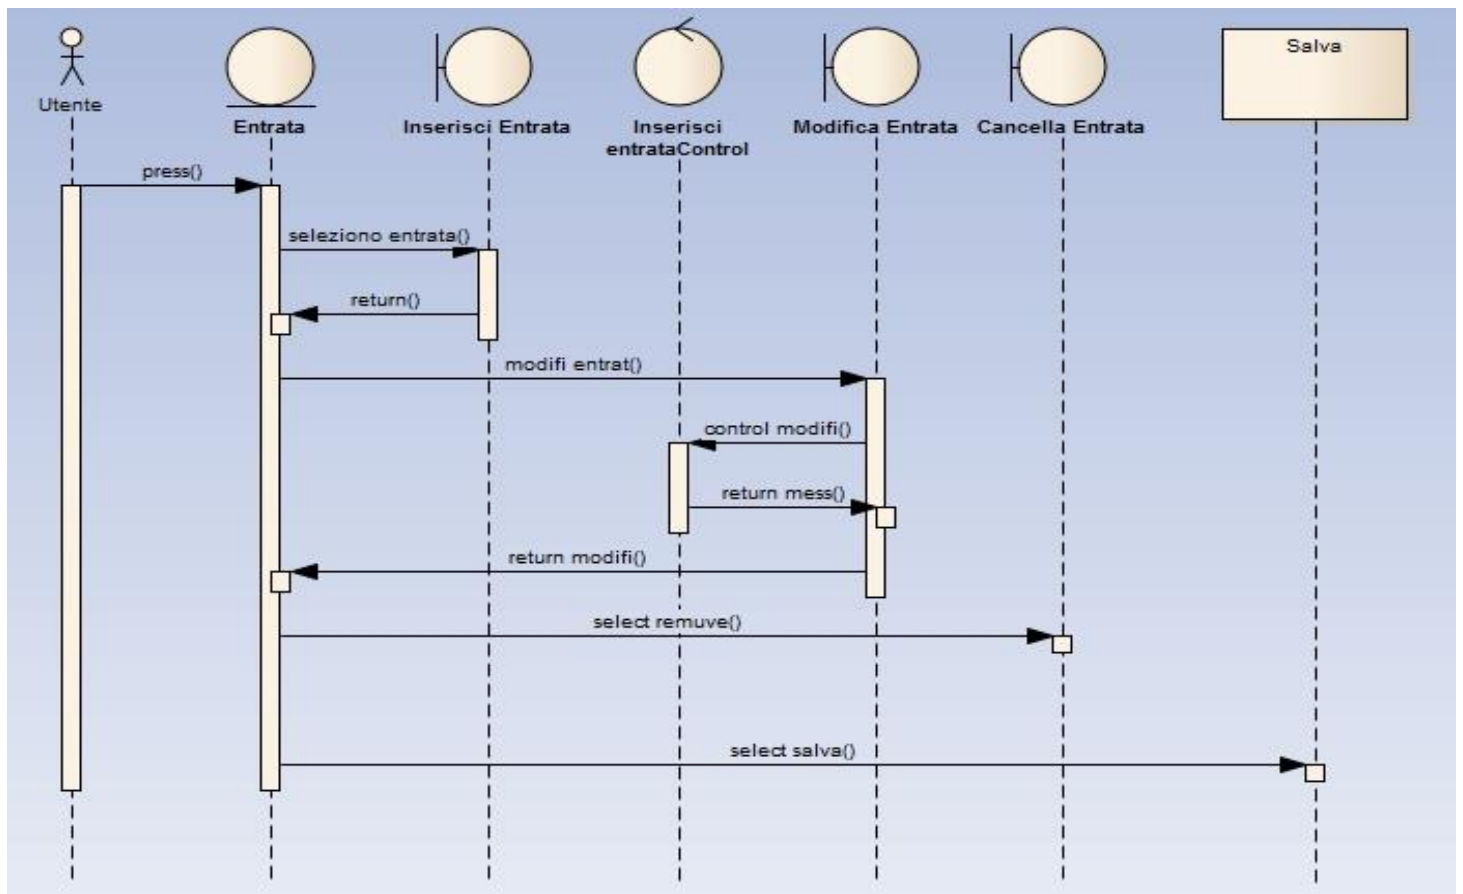 Salva
Utente
Entrata
Inserisci Entrata
Inserisci
entrataControl
Modifica Entrata
Cancella Entrata
press()
seleziono entrata()
return()
modifi entrat()
control modifi()
return mess()
return modifi()
select remuve()
select salva()